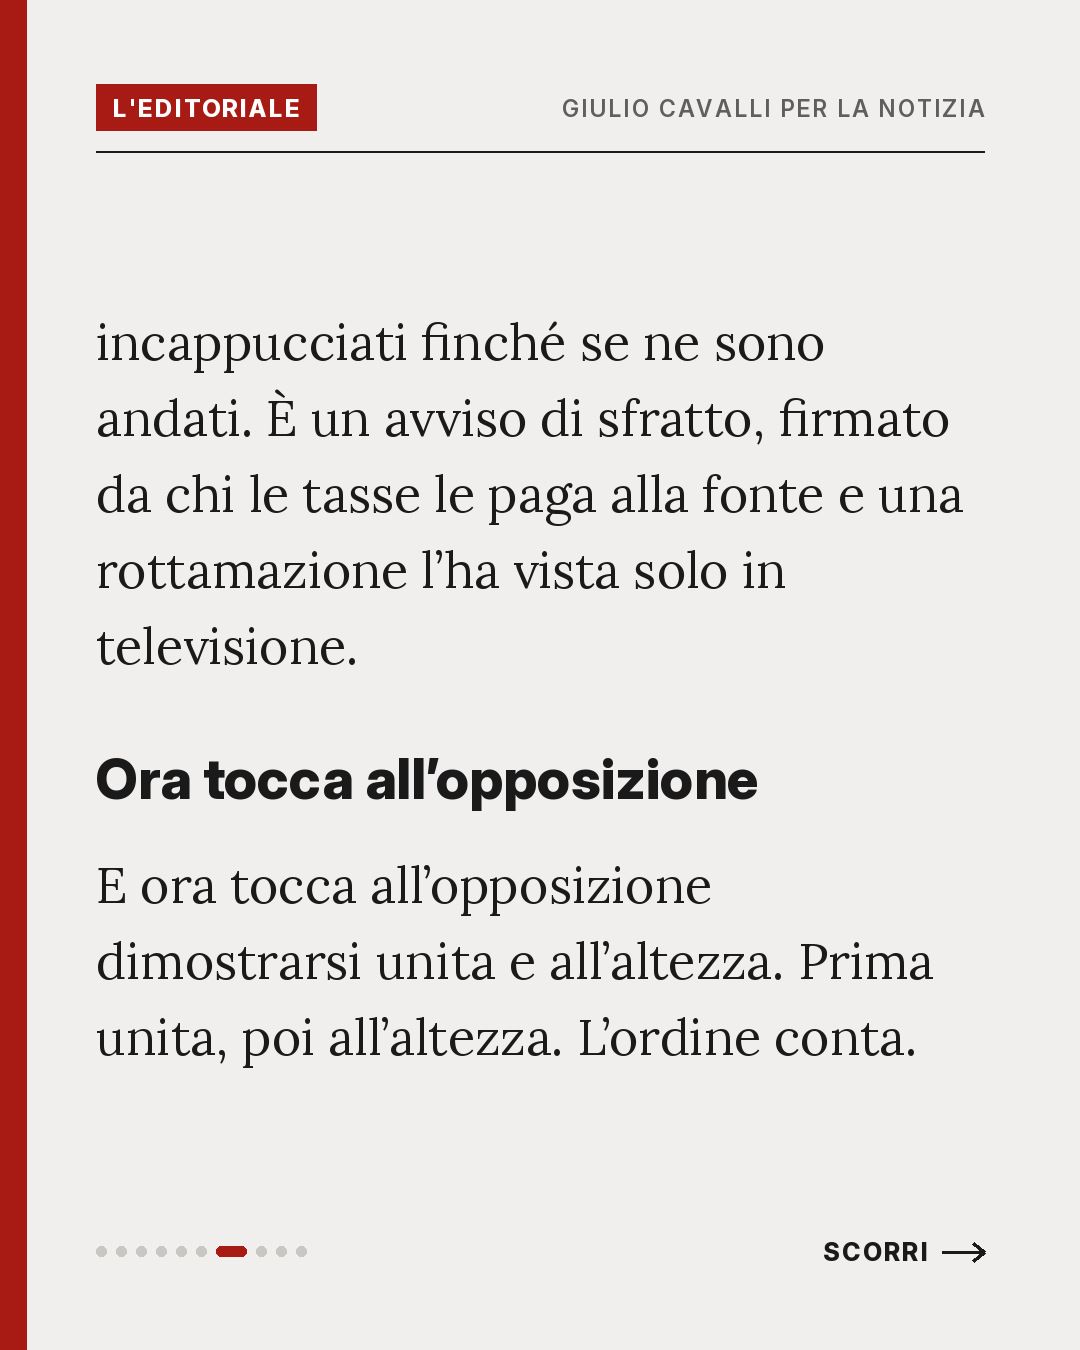 L'EDITORIALE
GIULIO CAVALLI PER LA NOTIZIA
incappucciati finché se ne sono
andati. È un avviso di sfratto, firmato
da chi le tasse le paga alla fonte e una
rottamazione l’ha vista solo in
televisione.
Ora tocca all’opposizione
E ora tocca all’opposizione
dimostrarsi unita e all’altezza. Prima
unita, poi all’altezza. L’ordine conta.
SCORRI